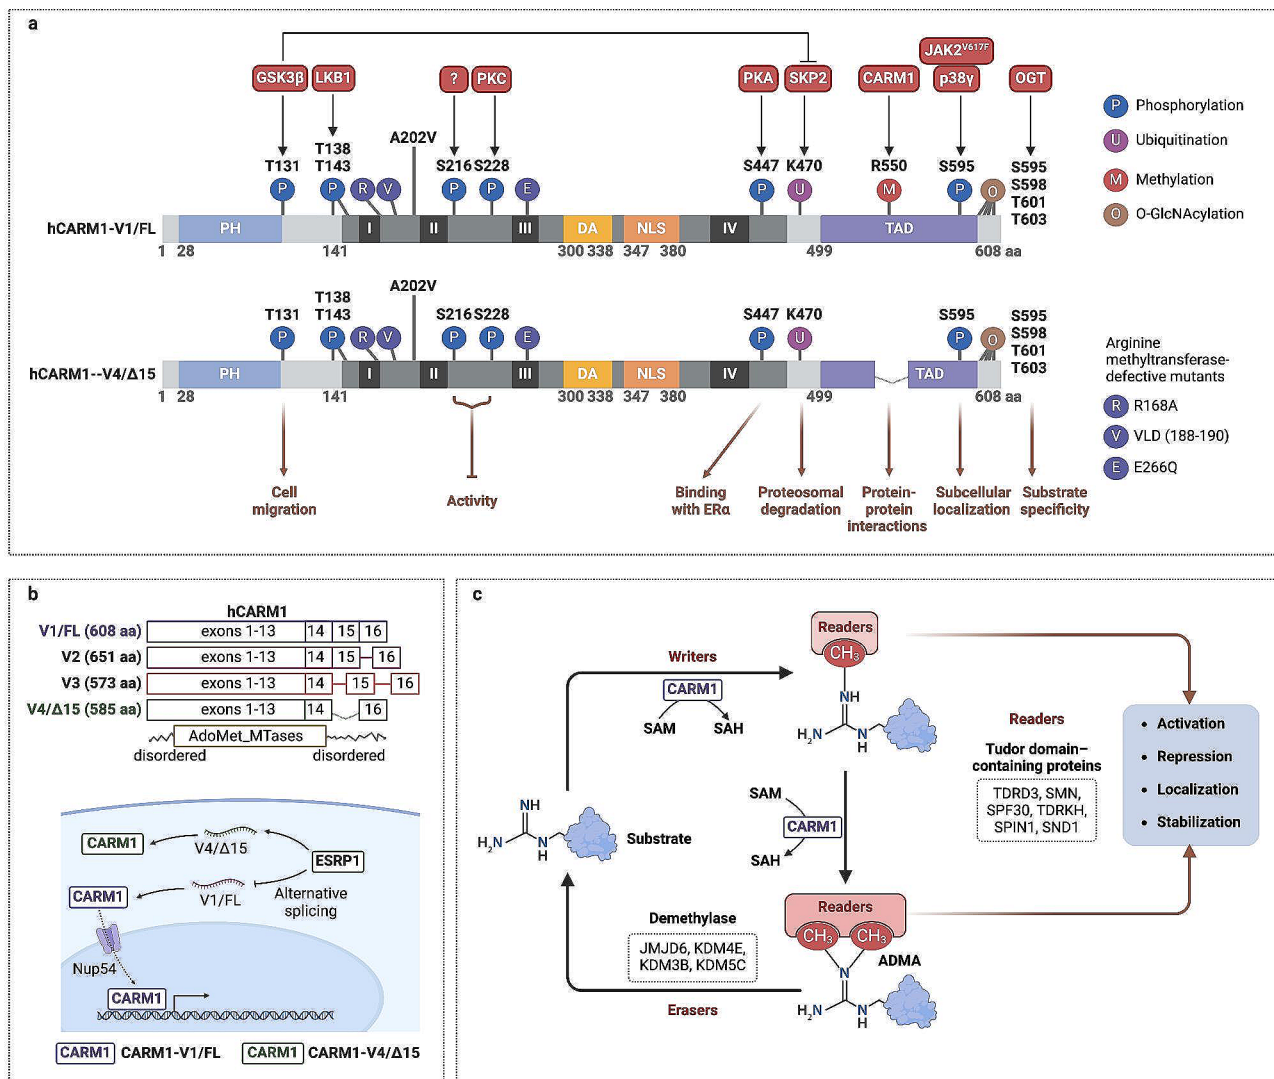 a
GSK3β LKB1 ? PKC PKA SKP2 CARM1 JAK2V617F p38γ OGT
T131 T138 T143 A202V S216 S228 S447 K470 R550 S595 S595 S598 T601 T603
P P R V P P E P U M P O
hCARM1-V1/FL PH I II III DA NLS IV TAD
1 28 141 300 338 347 380 499 608 aa
P Phosphorylation
U Ubiquitination
M Methylation
O O-GlcNAcylation
T131 T138 T143 A202V S216 S228 S447 K470 S595 S595 S598 T601 T603
P P R V P P E P U P O
hCARM1--V4/Δ15 PH I II III DA NLS IV TAD
1 28 141 300 338 347 380 499 608 aa
Arginine
methyltransferase-
defective mutants
R R168A
V VLD (188-190)
E E266Q
Cell
migration
Activity
Binding
with ERα
Proteosomal
degradation
Protein-
protein
interactions
Subcellular
localization
Substrate
specificity
b
hCARM1
V1/FL (608 aa) exons 1-13 14 15 16
V2 (651 aa) exons 1-13 14 15 16
V3 (573 aa) exons 1-13 14 15 16
V4/Δ15 (585 aa) exons 1-13 14 16
AdoMet_MTases
disordered disordered
CARM1 V4/Δ15 ESRP1
CARM1 V1/FL
Alternative
splicing
Nup54
CARM1
CARM1 CARM1-V1/FL CARM1 CARM1-V4/Δ15
c
Writers
CARM1
SAM SAH
Readers
CH3
NH
H2N N
H
Readers
Tudor domain–
containing proteins
TDRD3, SMN,
SPF30, TDRKH,
SPIN1, SND1
• Activation
• Repression
• Localization
• Stabilization
SAM
CARM1
SAH
NH
H2N N
H
Substrate
Readers
CH3 CH3
ADMA
N
H2N N
H
Demethylase
JMJD6, KDM4E,
KDM3B, KDM5C
Erasers